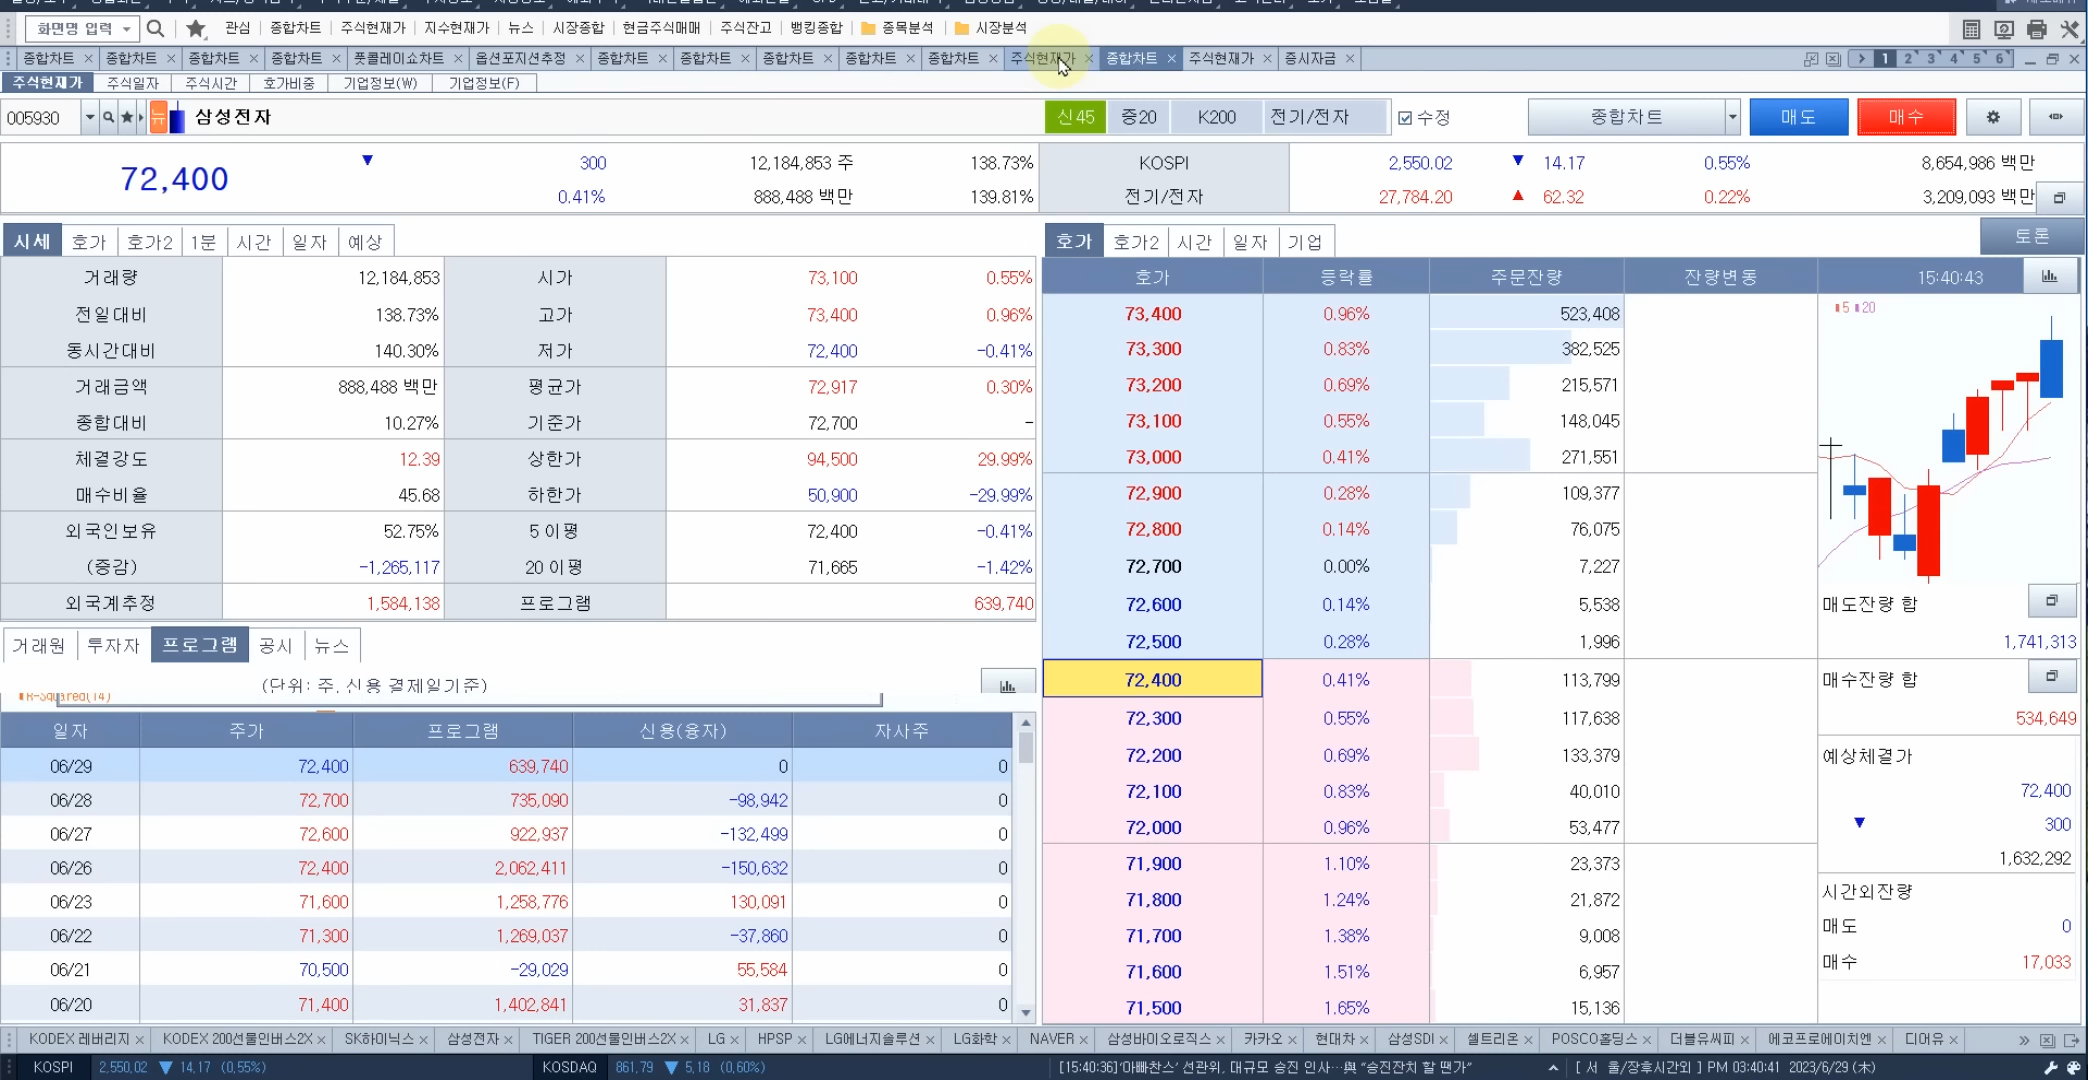 화면명 입력 관심 종합차트 주식현재가 지수현재가 뉴스 시장종합 현금주식매매 주식잔고 뱅킹종합 종목분석 시장분석
종합차트 × 종합차트 × 종합차트 × 종합차트 × 풋콜레이쇼차트 × 옵션포지션추정 × 종합차트 × 종합차트 × 종합차트 × 종합차트 × 종합차트 × 주식현재가 × 종합차트 × 주식현재가 × 증시자금 × 1 2 3 4 5 6
주식현재가 주식일자 주식시간 호가비중 기업정보(W) 기업정보(F)
005930 뉴 삼성전자 신45 증20 K200 전기/전자 수정 종합차트 매도 매수
72,400 ▼ 300 12,184,853 주 138.73% KOSPI 2,550.02 ▼ 14.17 0.55% 8,654,986 백만
0.41% 888,488 백만 139.81% 전기/전자 27,784.20 ▲ 62.32 0.22% 3,209,093 백만
시세 호가 호가2 1분 시간 일자 예상
거래량 12,184,853 시가 73,100 0.55%
전일대비 138.73% 고가 73,400 0.96%
동시간대비 140.30% 저가 72,400 -0.41%
거래금액 888,488 백만 평균가 72,917 0.30%
종합대비 10.27% 기준가 72,700 -
체결강도 12.39 상한가 94,500 29.99%
매수비율 45.68 하한가 50,900 -29.99%
외국인보유 52.75% 5 이평 72,400 -0.41%
(증감) -1,265,117 20 이평 71,665 -1.42%
외국계추정 1,584,138 프로그램 639,740
거래원 투자자 프로그램 공시 뉴스
(단위: 주, 신용 결제일기준)
R-Squared(14)
일자 주가 프로그램 신용(융자) 자사주
06/29 72,400 639,740 0 0
06/28 72,700 735,090 -98,942 0
06/27 72,600 922,937 -132,499 0
06/26 72,400 2,062,411 -150,632 0
06/23 71,600 1,258,776 130,091 0
06/22 71,300 1,269,037 -37,860 0
06/21 70,500 -29,029 55,584 0
06/20 71,400 1,402,841 31,837 0
호가 호가2 시간 일자 기업 토론
호가 등락률 주문잔량 잔량변동 15:40:43
73,400 0.96% 523,408
73,300 0.83% 382,525
73,200 0.69% 215,571
73,100 0.55% 148,045
73,000 0.41% 271,551
72,900 0.28% 109,377
72,800 0.14% 76,075
72,700 0.00% 7,227
72,600 0.14% 5,538
72,500 0.28% 1,996
72,400 0.41% 113,799
72,300 0.55% 117,638
72,200 0.69% 133,379
72,100 0.83% 40,010
72,000 0.96% 53,477
71,900 1.10% 23,373
71,800 1.24% 21,872
71,700 1.38% 9,008
71,600 1.51% 6,957
71,500 1.65% 15,136
5 20
매도잔량 합
1,741,313
매수잔량 합
534,649
예상체결가
72,400
▼ 300
1,632,292
시간외잔량
매도 0
매수 17,033
KODEX 레버리지 × KODEX 200선물인버스2X × SK하이닉스 × 삼성전자 × TIGER 200선물인버스2X × LG × HPSP × LG에너지솔루션 × LG화학 × NAVER × 삼성바이오로직스 × 카카오 × 현대차 × 삼성SDI × 셀트리온 × POSCO홀딩스 × 더블유씨피 × 에코프로에이치엔 × 디어유 ×
KOSPI 2,550.02 ▼ 14.17 (0.55%) KOSDAQ 861.79 ▼ 5.18 (0.60%) [15:40:36]'아빠찬스' 선관위, 대규모 승진 인사…與 "승진잔치 할 땐가" [ 서 울/장후시간외 ] PM 03:40:41 2023/6/29 (木)